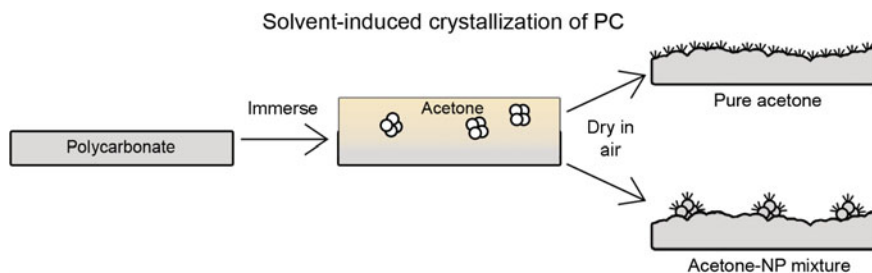 Solvent-induced crystallization of PC
Polycarbonate
Immerse
Acetone
Dry in
air
Pure acetone
Acetone-NP mixture